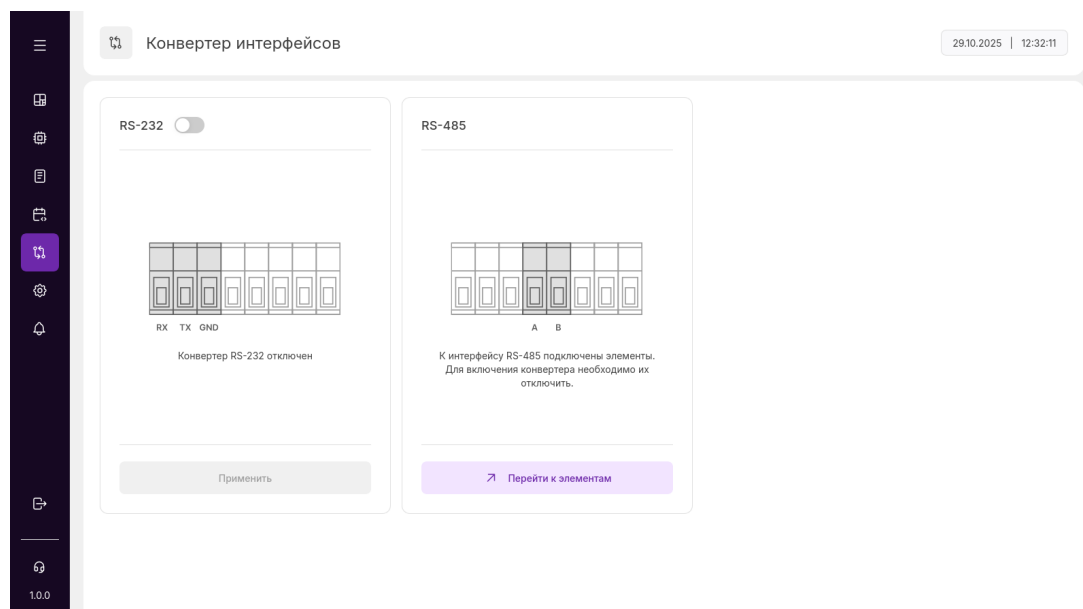 Конвертер интерфейсов
29.10.2025 | 12:32:11
RS-232
RX TX GND
Конвертер RS-232 отключен
Применить
RS-485
A B
К интерфейсу RS-485 подключены элементы.
Для включения конвертера необходимо их
отключить.
Перейти к элементам
1.0.0